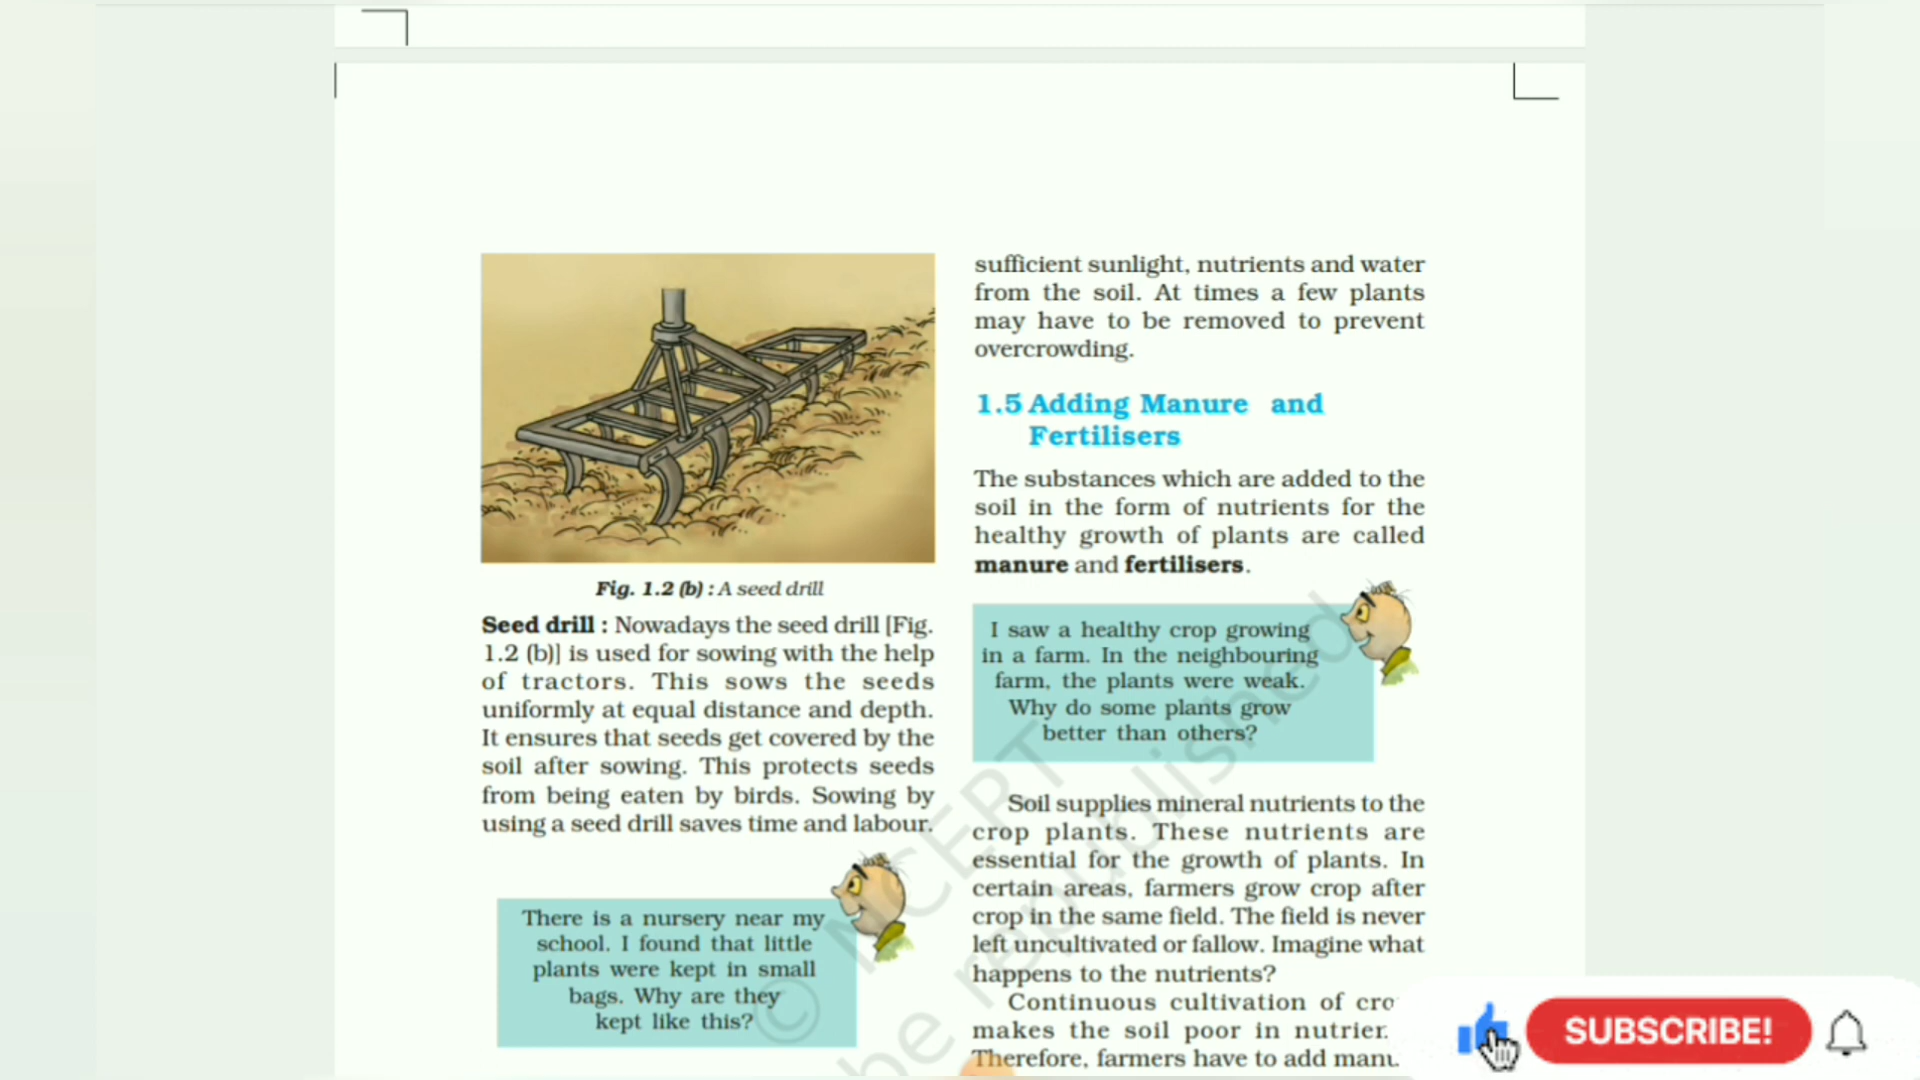 Fig. 1.2 (b) : A seed drill
Seed drill : Nowadays the seed drill [Fig.
1.2 (b)] is used for sowing with the help
of tractors. This sows the seeds
uniformly at equal distance and depth.
It ensures that seeds get covered by the
soil after sowing. This protects seeds
from being eaten by birds. Sowing by
using a seed drill saves time and labour.
There is a nursery near my
school. I found that little
plants were kept in small
bags. Why are they
kept like this?
sufficient sunlight, nutrients and water
from the soil. At times a few plants
may have to be removed to prevent
overcrowding.
1.5 Adding Manure and
Fertilisers
The substances which are added to the
soil in the form of nutrients for the
healthy growth of plants are called
manure and fertilisers.
I saw a healthy crop growing
in a farm. In the neighbouring
farm, the plants were weak.
Why do some plants grow
better than others?
Soil supplies mineral nutrients to the
crop plants. These nutrients are
essential for the growth of plants. In
certain areas, farmers grow crop after
crop in the same field. The field is never
left uncultivated or fallow. Imagine what
happens to the nutrients?
Continuous cultivation of
makes the soil poor in
Therefore, farmers have to add
© NCERT
be republished
SUBSCRIBE!